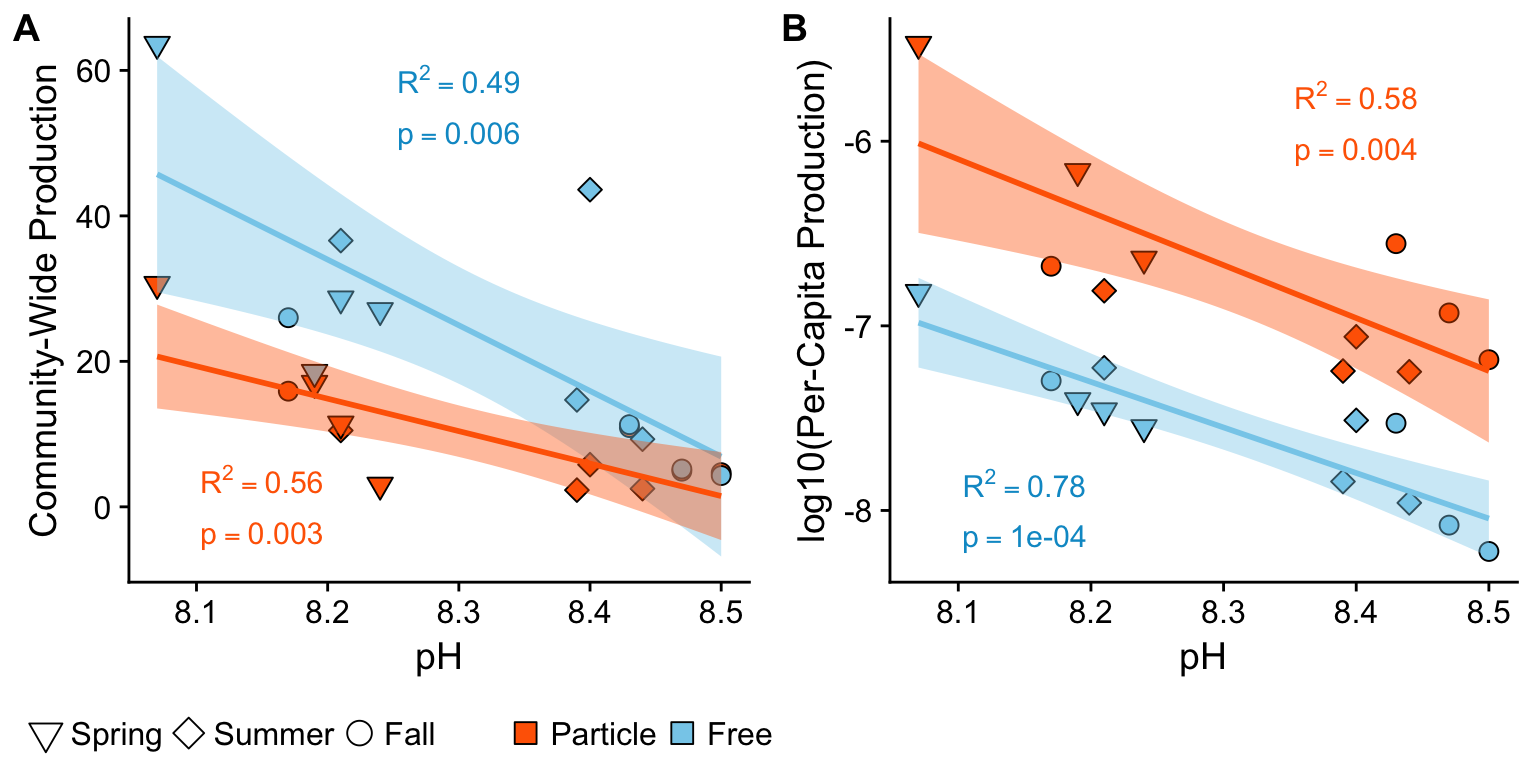 A
Community-Wide Production
60
40
20
0
R² = 0.49
p = 0.006
R² = 0.56
p = 0.003
8.1 8.2 8.3 8.4 8.5
pH
B
log10(Per-Capita Production)
-6
-7
-8
R² = 0.58
p = 0.004
R² = 0.78
p = 1e-04
8.1 8.2 8.3 8.4 8.5
pH
Spring Summer Fall Particle Free